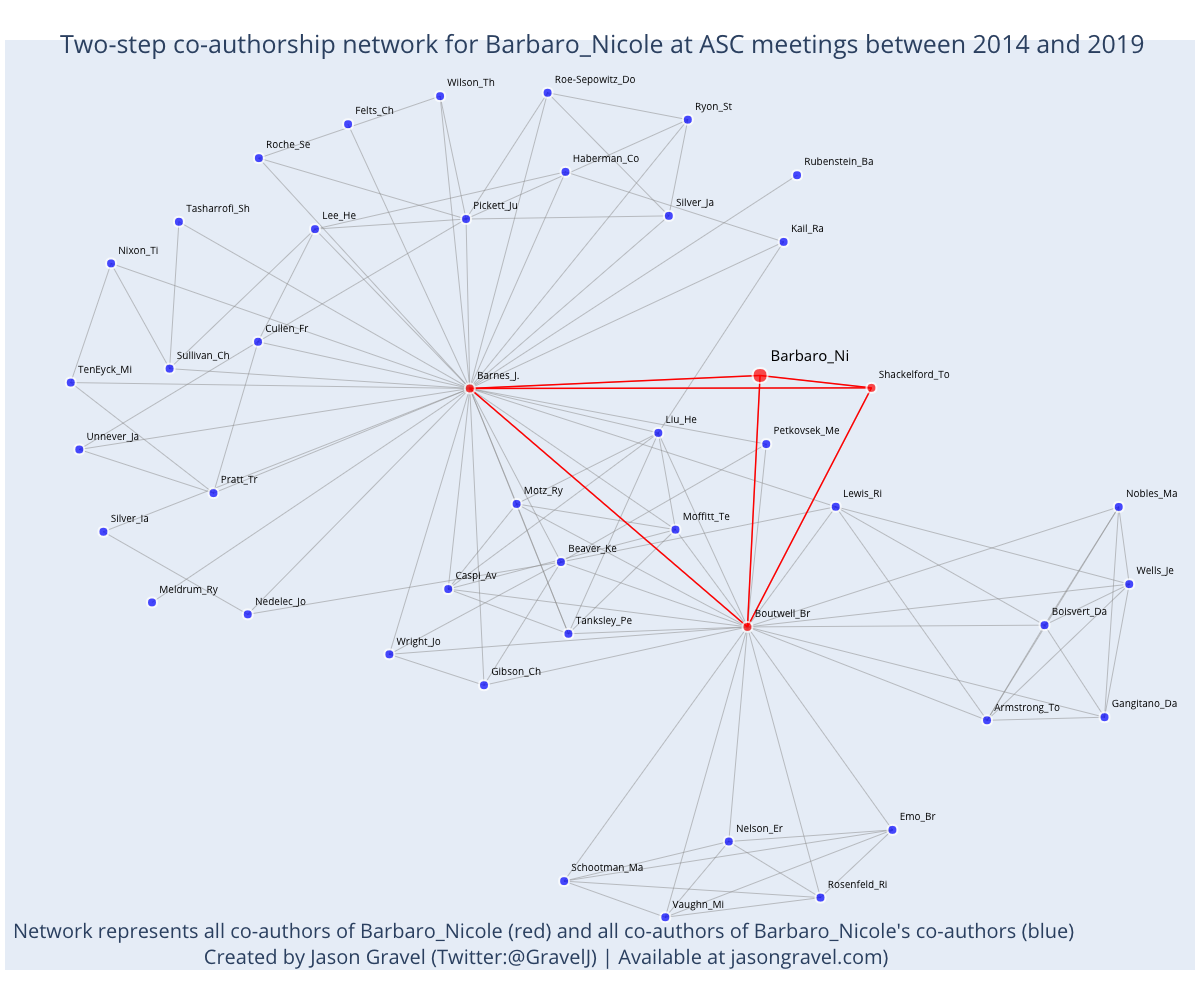 Two-step co-authorship network for Barbaro_Nicole at ASC meetings between 2014 and 2019
Roe-Sepowitz_Do
Wilson_Th
Ryon_St
Felts_Ch
Roche_Se
Haberman_Co
Rubenstein_Ba
Pickett_Ju
Silver_Ja
Tasharrofi_Sh
Lee_He
Kail_Ra
Nixon_Ti
Cullen_Fr
Sullivan_Ch
Barbaro_Ni
TenEyck_Mi
Barnes_J.
Shackelford_To
Liu_He
Petkovsek_Me
Unnever_Ja
Pratt_Tr
Motz_Ry
Lewis_Ri
Nobles_Ma
Silver_Ia
Moffitt_Te
Beaver_Ke
Wells_Je
Caspi_Av
Meldrum_Ry
Nedelec_Jo
Tanksley_Pe
Boutwell_Br
Boisvert_Da
Wright_Jo
Gibson_Ch
Armstrong_To
Gangitano_Da
Emo_Br
Nelson_Er
Schootman_Ma
Rosenfeld_Ri
Vaughn_Mi
Network represents all co-authors of Barbaro_Nicole (red) and all co-authors of Barbaro_Nicole's co-authors (blue)
Created by Jason Gravel (Twitter:@GravelJ) | Available at jasongravel.com)